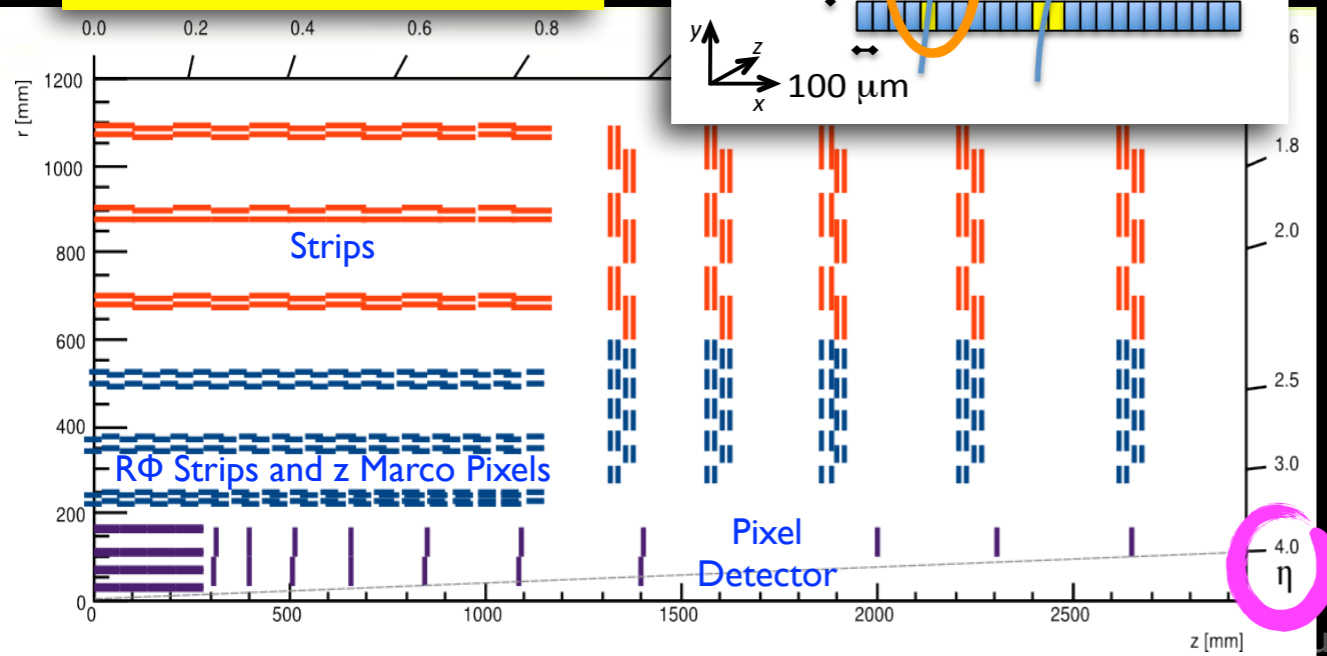 0.0 0.2 0.4 0.6 0.8
6
y
z
x
100 μm
r [mm]
1200
1000
800
600
400
200
0
1.8
2.0
2.5
3.0
4.0
η
Strips
RΦ Strips and z Marco Pixels
Pixel
Detector
0 500 1000 1500 2000 2500
z [mm]